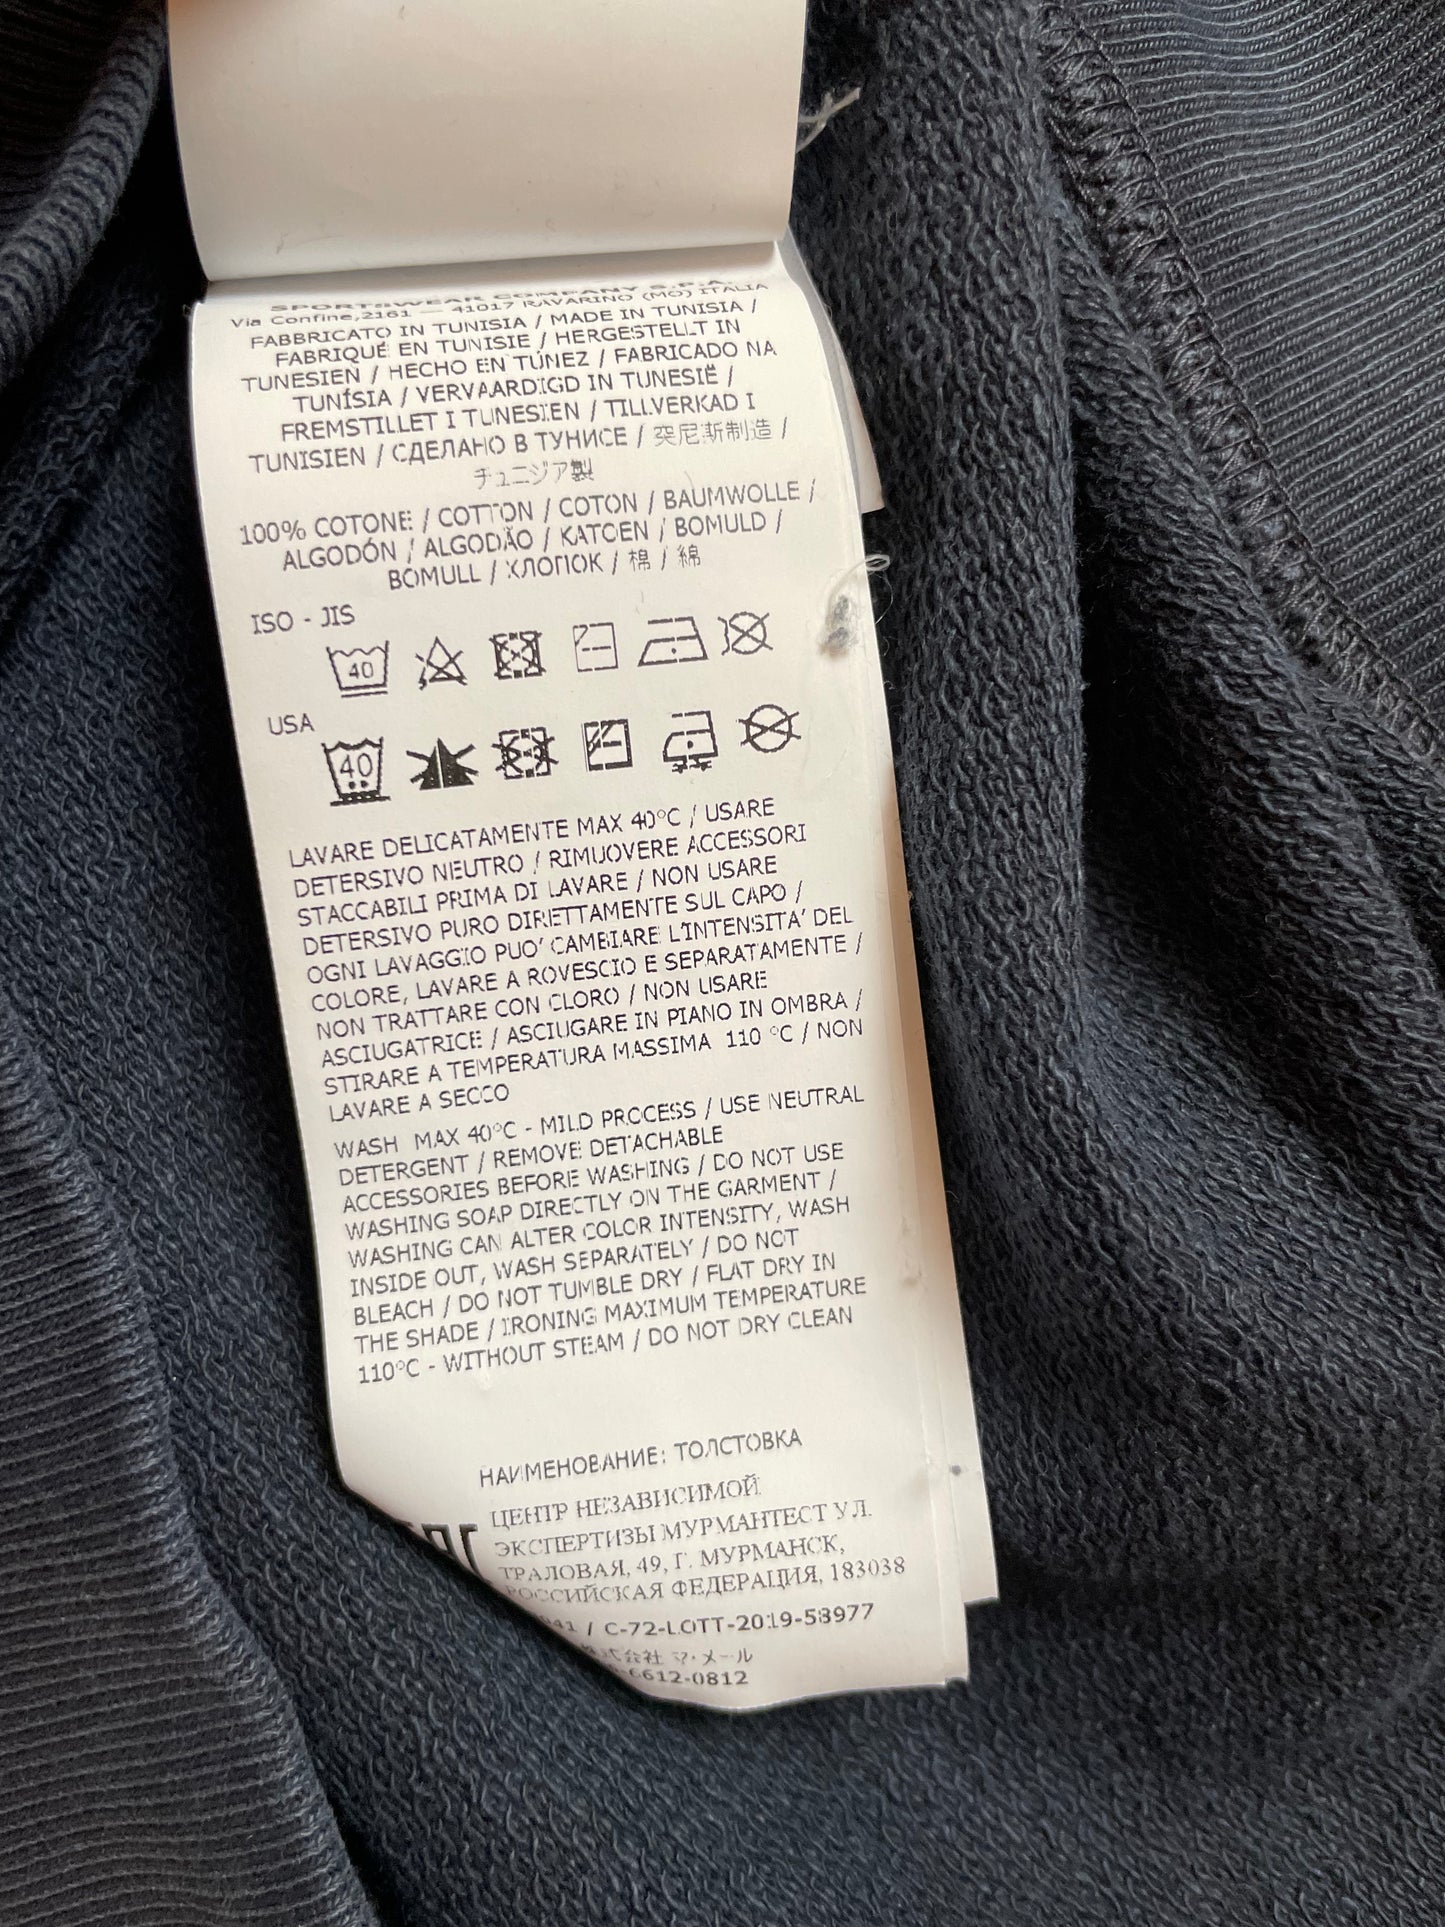 SPORTSWEAR COMPANY S.P.A.
Via Confine,2161 — 41017 RAVARINO (MO) ITALIA
FABBRICATO IN TUNISIA / MADE IN TUNISIA /
FABRIQUÉ EN TUNISIE / HERGESTELLT IN
TUNESIEN / HECHO EN TÚNEZ / FABRICADO NA
TUNÍSIA / VERVAARDIGD IN TUNESIË /
FREMSTILLET I TUNESIEN / TILLVERKAD I
TUNISIEN / СДЕЛАНО В ТУНИСЕ / 突尼斯制造 /
チュニジア製
100% COTONE / COTTON / COTON / BAUMWOLLE /
ALGODÓN / ALGODÃO / KATOEN / BOMULD /
BOMULL / ХЛОПОК / 棉 / 綿
ISO - JIS
40
USA
40
LAVARE DELICATAMENTE MAX 40°C / USARE
DETERSIVO NEUTRO / RIMUOVERE ACCESSORI
STACCABILI PRIMA DI LAVARE / NON USARE
DETERSIVO PURO DIRETTAMENTE SUL CAPO /
OGNI LAVAGGIO PUO' CAMBIARE L'INTENSITA' DEL
COLORE, LAVARE A ROVESCIO E SEPARATAMENTE /
NON TRATTARE CON CLORO / NON USARE
ASCIUGATRICE / ASCIUGARE IN PIANO IN OMBRA /
STIRARE A TEMPERATURA MASSIMA 110 °C / NON
LAVARE A SECCO
WASH MAX 40°C - MILD PROCESS / USE NEUTRAL
DETERGENT / REMOVE DETACHABLE
ACCESSORIES BEFORE WASHING / DO NOT USE
WASHING SOAP DIRECTLY ON THE GARMENT /
WASHING CAN ALTER COLOR INTENSITY, WASH
INSIDE OUT, WASH SEPARATELY / DO NOT
BLEACH / DO NOT TUMBLE DRY / FLAT DRY IN
THE SHADE / IRONING MAXIMUM TEMPERATURE
110°C - WITHOUT STEAM / DO NOT DRY CLEAN
НАИМЕНОВАНИЕ: ТОЛСТОВКА
ЦЕНТР НЕЗАВИСИМОЙ
ЭКСПЕРТИЗЫ МУРМАНТЕСТ УЛ.
ТРАЛОВАЯ, 49, Г. МУРМАНСК,
РОССИЙСКАЯ ФЕДЕРАЦИЯ, 183038
/ C-72-LOTT-2019-58977
マ・メール
6612-0812